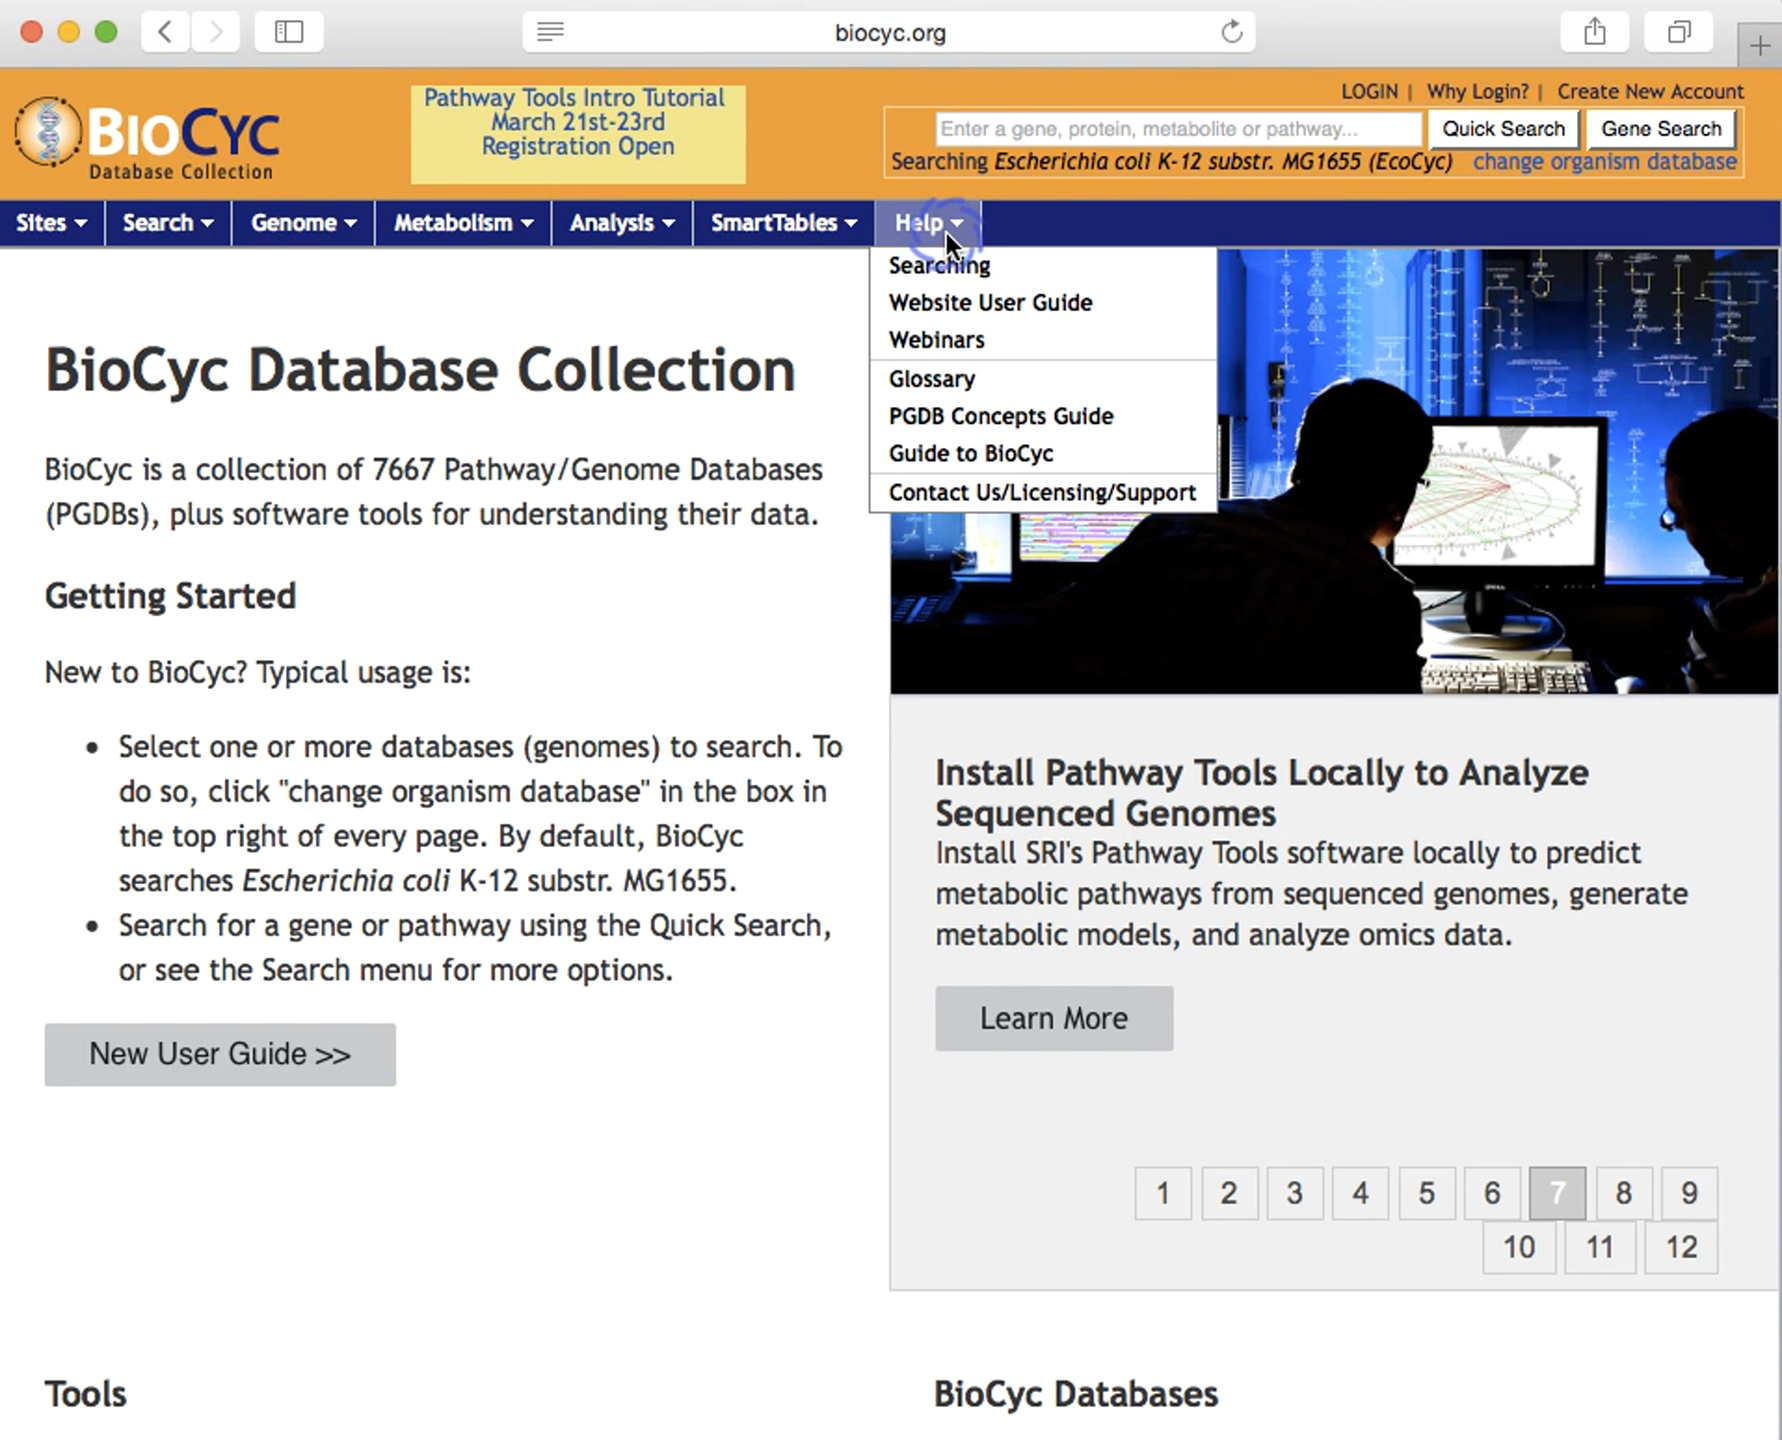 biocyc.org
LOGIN | Why Login? | Create New Account
BIOCYC
Database Collection
Pathway Tools Intro Tutorial
March 21st-23rd
Registration Open
Enter a gene, protein, metabolite or pathway... Quick Search Gene Search
Searching Escherichia coli K-12 substr. MG1655 (EcoCyc) change organism database
Sites Search Genome Metabolism Analysis SmartTables Help
Searching
Website User Guide
Webinars
Glossary
PGDB Concepts Guide
Guide to BioCyc
Contact Us/Licensing/Support
BioCyc Database Collection
BioCyc is a collection of 7667 Pathway/Genome Databases
(PGDBs), plus software tools for understanding their data.
Getting Started
New to BioCyc? Typical usage is:
• Select one or more databases (genomes) to search. To
do so, click "change organism database" in the box in
the top right of every page. By default, BioCyc
searches Escherichia coli K-12 substr. MG1655.
• Search for a gene or pathway using the Quick Search,
or see the Search menu for more options.
New User Guide >>
DELL
Install Pathway Tools Locally to Analyze
Sequenced Genomes
Install SRI's Pathway Tools software locally to predict
metabolic pathways from sequenced genomes, generate
metabolic models, and analyze omics data.
Learn More
1 2 3 4 5 6 7 8 9
10 11 12
Tools
BioCyc Databases